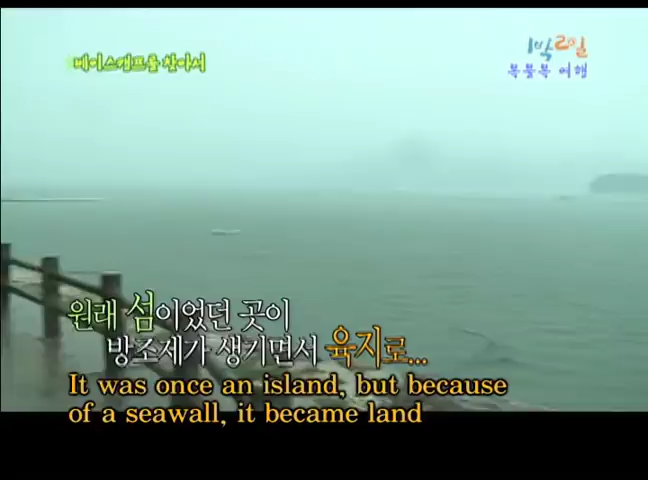 베이스캠프를 찾아서
1박2일
복불복 여행
원래 섬이었던 곳이
방조제가 생기면서 육지로...
It was once an island, but because
of a seawall, it became land